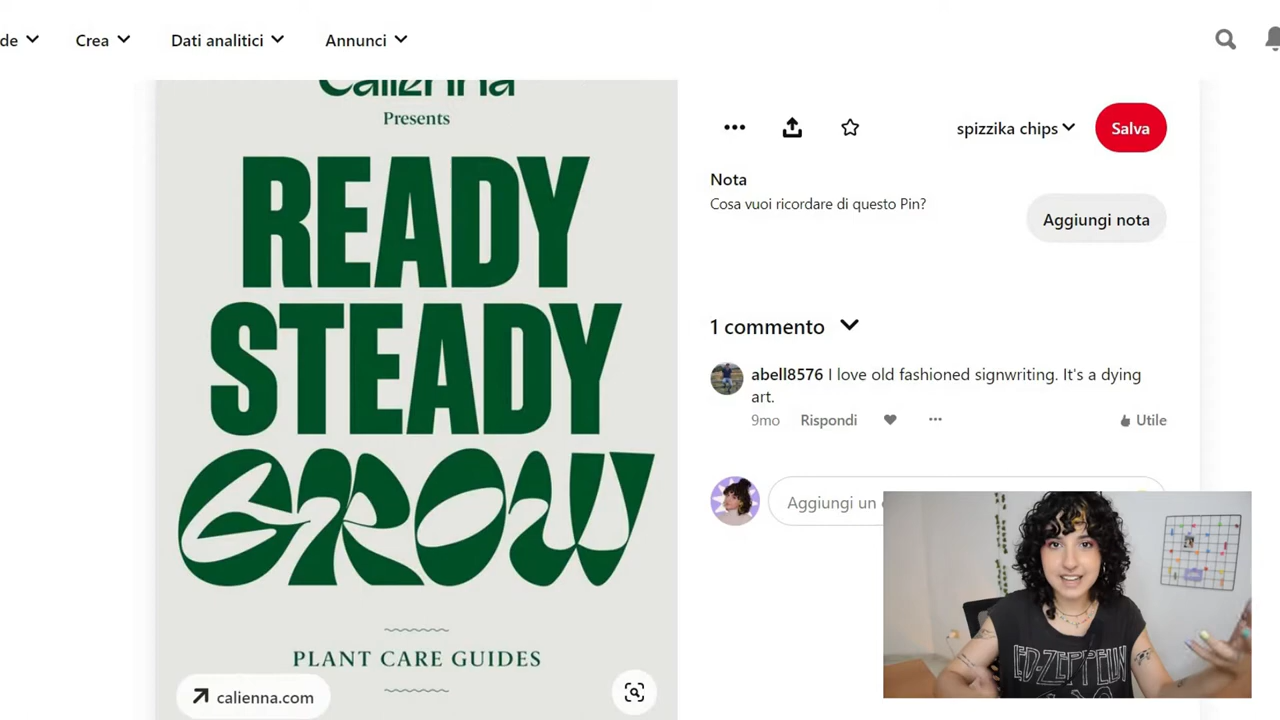 de
Crea
Dati analitici
Annunci
Calienna
Presents
READY
STEADY
GROW
PLANT CARE GUIDES
calienna.com
spizzika chips
Salva
Nota
Cosa vuoi ricordare di questo Pin?
Aggiungi nota
1 commento
abell8576 I love old fashioned signwriting. It's a dying
art.
9mo
Rispondi
Utile
Aggiungi un
LED-ZEPPELIN